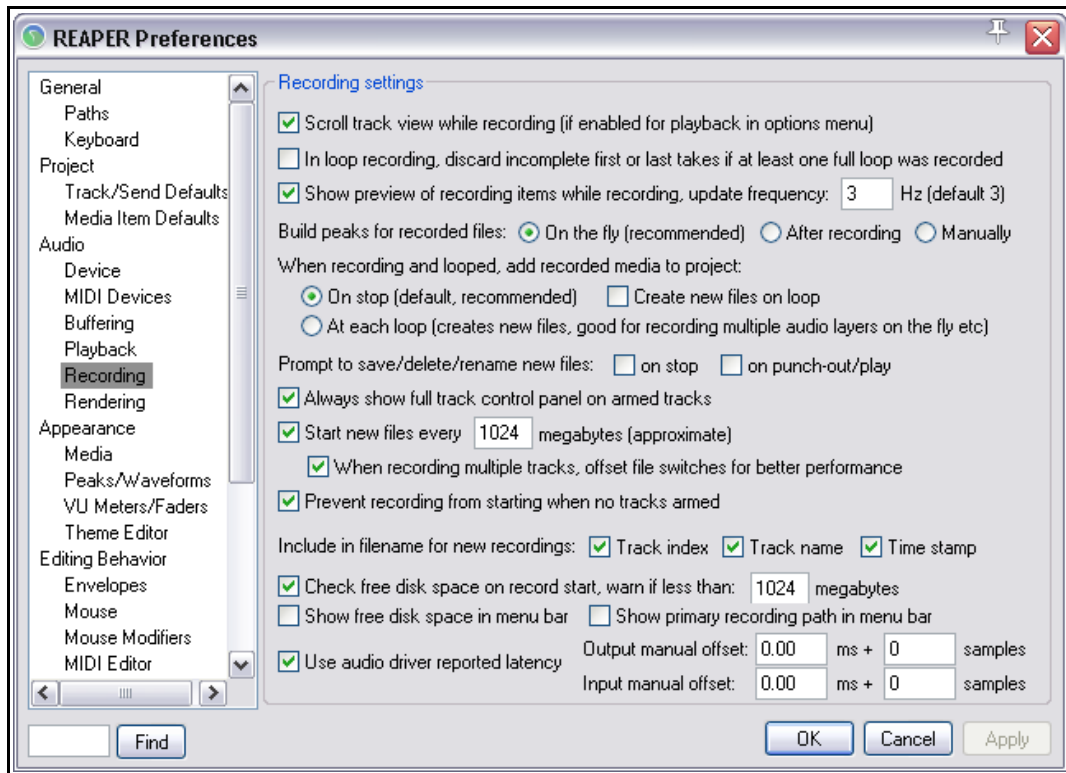 REAPER Preferences
General
Paths
Keyboard
Project
Track/Send Defaults
Media Item Defaults
Audio
Device
MIDI Devices
Buffering
Playback
Recording
Rendering
Appearance
Media
Peaks/Waveforms
VU Meters/Faders
Theme Editor
Editing Behavior
Envelopes
Mouse
Mouse Modifiers
MIDI Editor
Find
Recording settings
Scroll track view while recording (if enabled for playback in options menu)
In loop recording, discard incomplete first or last takes if at least one full loop was recorded
Show preview of recording items while recording, update frequency: 3 Hz (default 3)
Build peaks for recorded files: On the fly (recommended) After recording Manually
When recording and looped, add recorded media to project:
On stop (default, recommended) Create new files on loop
At each loop (creates new files, good for recording multiple audio layers on the fly etc)
Prompt to save/delete/rename new files: on stop on punch-out/play
Always show full track control panel on armed tracks
Start new files every 1024 megabytes (approximate)
When recording multiple tracks, offset file switches for better performance
Prevent recording from starting when no tracks armed
Include in filename for new recordings: Track index Track name Time stamp
Check free disk space on record start, warn if less than: 1024 megabytes
Show free disk space in menu bar Show primary recording path in menu bar
Use audio driver reported latency
Output manual offset: 0.00 ms + 0 samples
Input manual offset: 0.00 ms + 0 samples
OK Cancel Apply